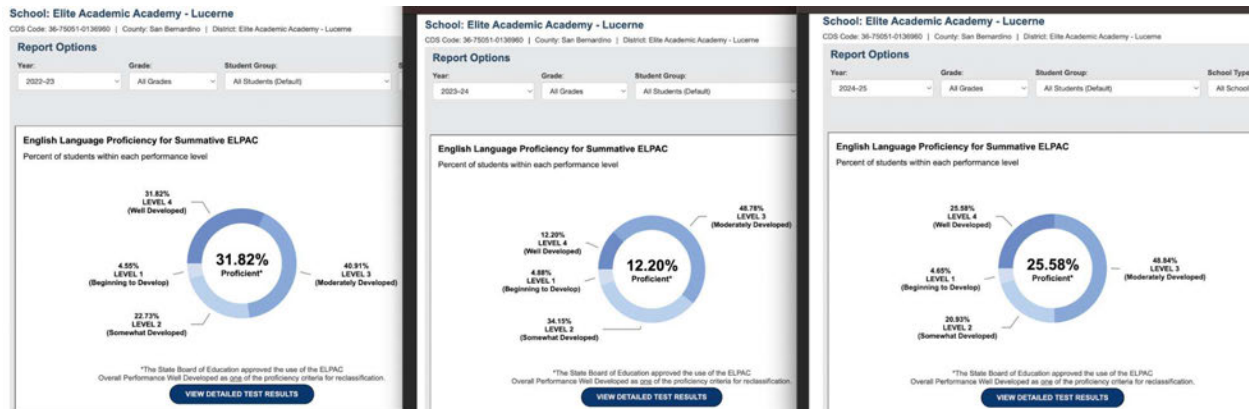 School: Elite Academic Academy - Lucerne
CDS Code: 36-75051-0136960 | County: San Bernardino | District: Elite Academic Academy - Lucerne
Report Options
Year:
Grade:
Student Group:
S
2022–23
All Grades
All Students (Default)
English Language Proficiency for Summative ELPAC
Percent of students within each performance level
31.82%
LEVEL 4
(Well Developed)
4.55%
LEVEL 1
(Beginning to Develop)
31.82%
Proficient*
40.91%
LEVEL 3
(Moderately Developed)
22.73%
LEVEL 2
(Somewhat Developed)
*The State Board of Education approved the use of the ELPAC
Overall Performance Well Developed as one of the proficiency criteria for reclassification.
VIEW DETAILED TEST RESULTS
School: Elite Academic Academy - Lucerne
CDS Code: 36-75051-0136960 | County: San Bernardino | District: Elite Academic Academy - Lucerne
Report Options
Year:
Grade:
Student Group:
2023–24
All Grades
All Students (Default)
English Language Proficiency for Summative ELPAC
Percent of students within each performance level
48.78%
LEVEL 3
(Moderately Developed)
12.20%
LEVEL 4
(Well Developed)
4.88%
LEVEL 1
(Beginning to Develop)
12.20%
Proficient*
34.15%
LEVEL 2
(Somewhat Developed)
*The State Board of Education approved the use of the ELPAC
Overall Performance Well Developed as one of the proficiency criteria for reclassification.
VIEW DETAILED TEST RESULTS
School: Elite Academic Academy - Lucerne
CDS Code: 36-75051-0136960 | County: San Bernardino | District: Elite Academic Academy - Lucerne
Report Options
Year:
Grade:
Student Group:
School Type
2024–25
All Grades
All Students (Default)
All School
English Language Proficiency for Summative ELPAC
Percent of students within each performance level
25.58%
LEVEL 4
(Well Developed)
4.65%
LEVEL 1
(Beginning to Develop)
25.58%
Proficient*
48.84%
LEVEL 3
(Moderately Developed)
20.93%
LEVEL 2
(Somewhat Developed)
*The State Board of Education approved the use of the ELPAC
Overall Performance Well Developed as one of the proficiency criteria for reclassification.
VIEW DETAILED TEST RESULTS